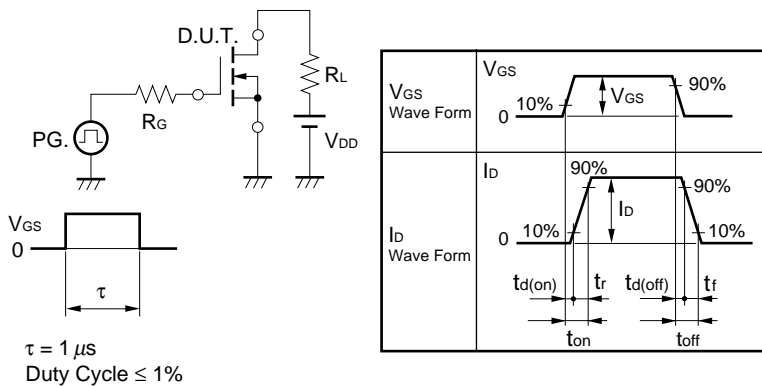 D.U.T.
RL
RG
PG.
VDD
VGS
0
τ
τ = 1 μs
Duty Cycle ≤ 1%
VGS
Wave Form
VGS
10%
0
VGS
90%
ID
Wave Form
ID
90%
90%
10%
0
ID
10%
td(on)
tr
td(off)
tf
ton
toff